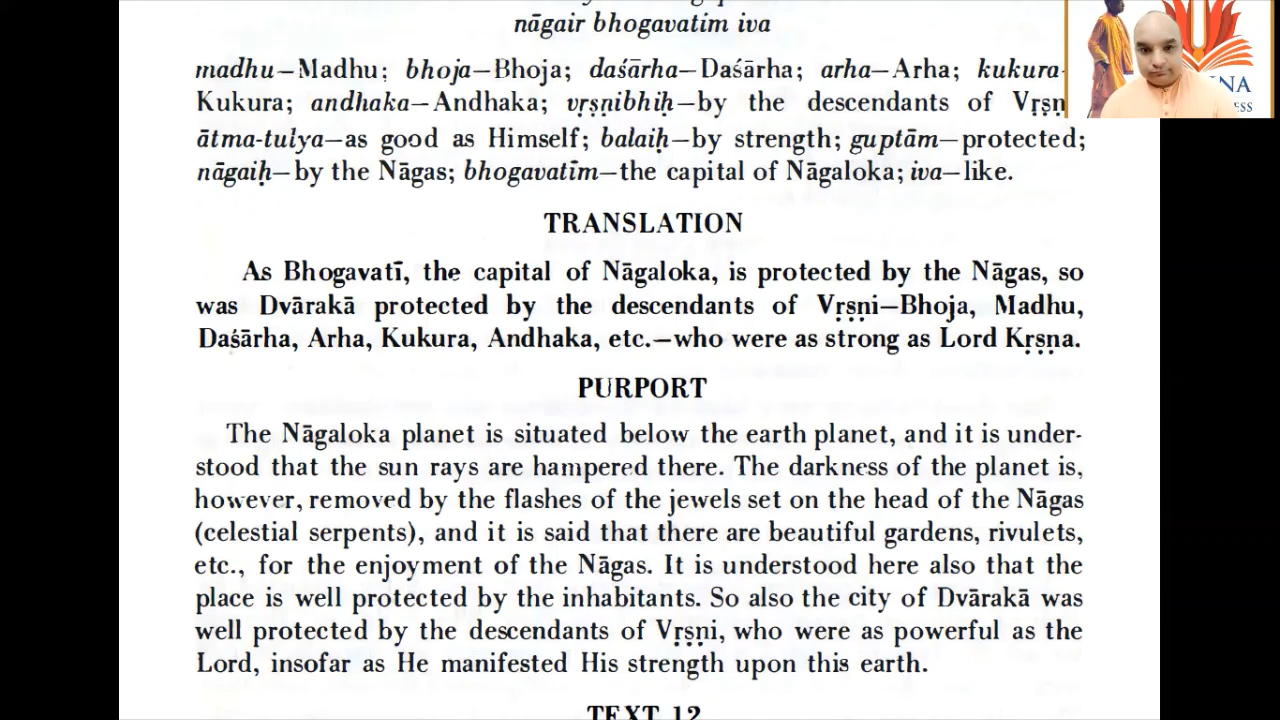 nāgair bhogavatīm iva
madhu—Madhu; bhoja—Bhoja; daśārha—Daśārha; arha—Arha; kukura-
Kukura; andhaka—Andhaka; vṛṣṇibhiḥ—by the descendants of Vṛṣṇ
ātma-tulya—as good as Himself; balaiḥ—by strength; guptām—protected;
nāgaiḥ—by the Nāgas; bhogavatīm—the capital of Nāgaloka; iva—like.
TRANSLATION
As Bhogavatī, the capital of Nāgaloka, is protected by the Nāgas, so
was Dvārakā protected by the descendants of Vṛṣṇi—Bhoja, Madhu,
Daśārha, Arha, Kukura, Andhaka, etc.—who were as strong as Lord Kṛṣṇa.
PURPORT
The Nāgaloka planet is situated below the earth planet, and it is under-
stood that the sun rays are hampered there. The darkness of the planet is,
however, removed by the flashes of the jewels set on the head of the Nāgas
(celestial serpents), and it is said that there are beautiful gardens, rivulets,
etc., for the enjoyment of the Nāgas. It is understood here also that the
place is well protected by the inhabitants. So also the city of Dvārakā was
well protected by the descendants of Vṛṣṇi, who were as powerful as the
Lord, insofar as He manifested His strength upon this earth.
TEXT 12
NA
ESS